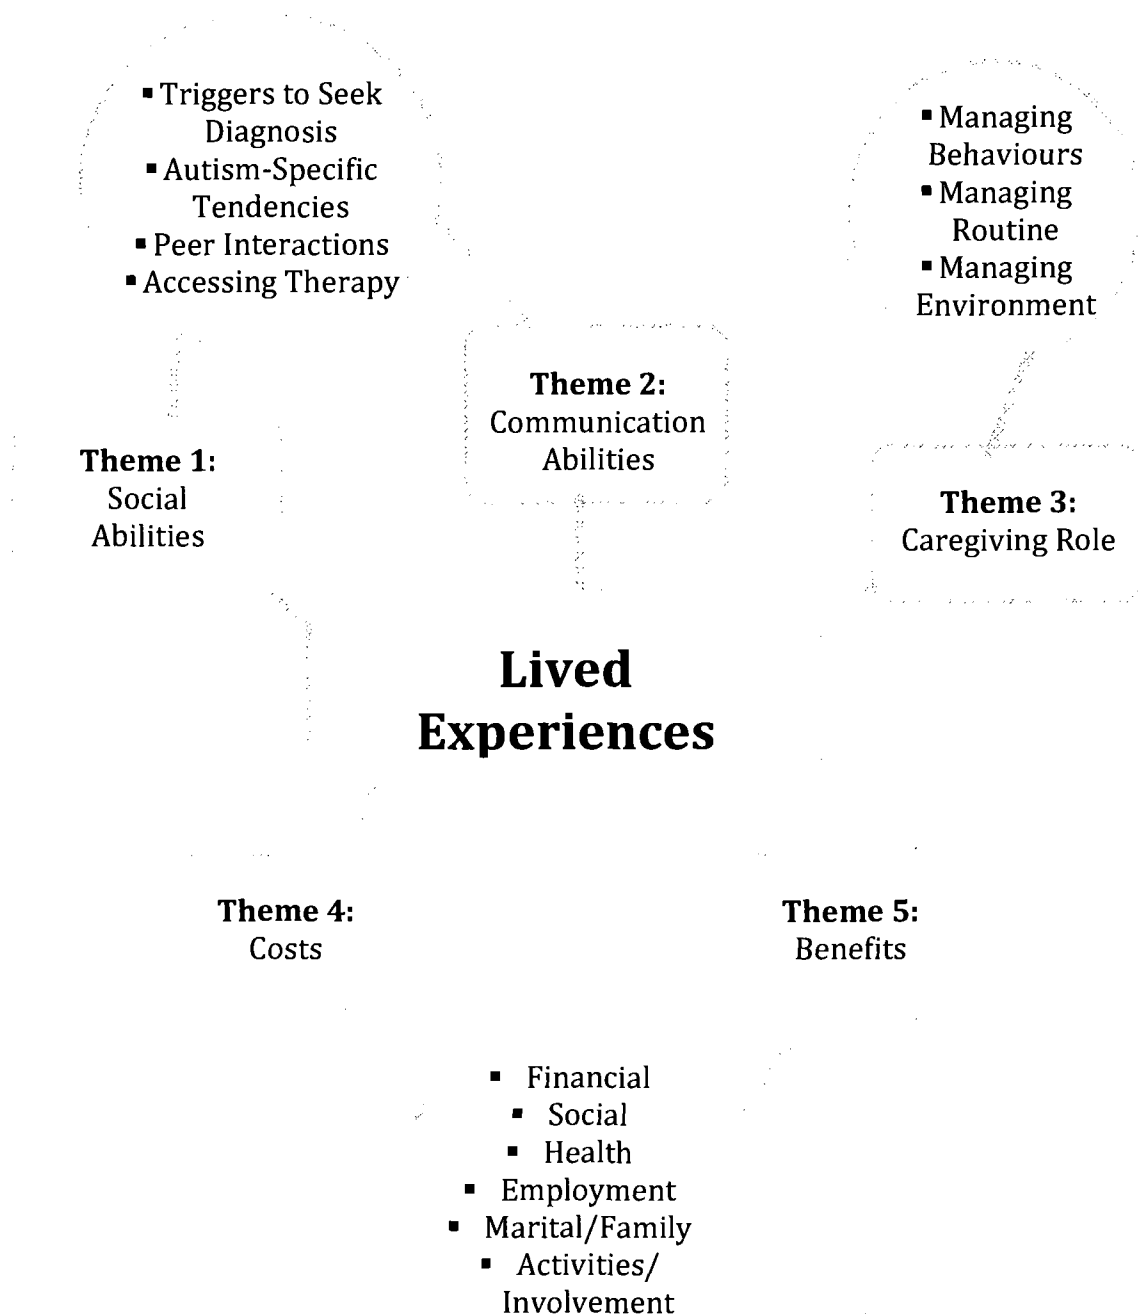 ▪ Triggers to Seek
Diagnosis
▪ Autism-Specific
Tendencies
▪ Peer Interactions
▪ Accessing Therapy
▪ Managing
Behaviours
▪ Managing
Routine
▪ Managing
Environment
Theme 2:
Communication
Abilities
Theme 1:
Social
Abilities
Theme 3:
Caregiving Role
Lived
Experiences
Theme 4:
Costs
Theme 5:
Benefits
▪ Financial
▪ Social
▪ Health
▪ Employment
▪ Marital/Family
▪ Activities/
Involvement